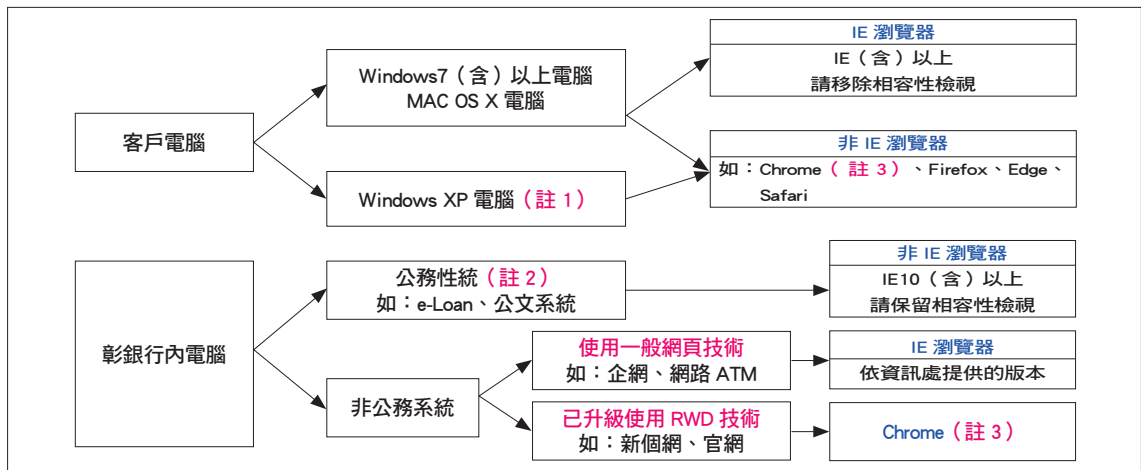 客戶電腦
Windows7（含）以上電腦
MAC OS X 電腦
Windows XP 電腦（註 1）
IE 瀏覽器
IE（含）以上
請移除相容性檢視
非 IE 瀏覽器
如：Chrome（ 註 3）、Firefox、Edge、
Safari
彰銀行內電腦
公務性統（註 2）
如：e-Loan、公文系統
非 IE 瀏覽器
IE10（含）以上
請保留相容性檢視
非公務系統
使用一般網頁技術
如：企網、網路 ATM
IE 瀏覽器
依資訊處提供的版本
已升級使用 RWD 技術
如：新個網、官網
Chrome（註 3）